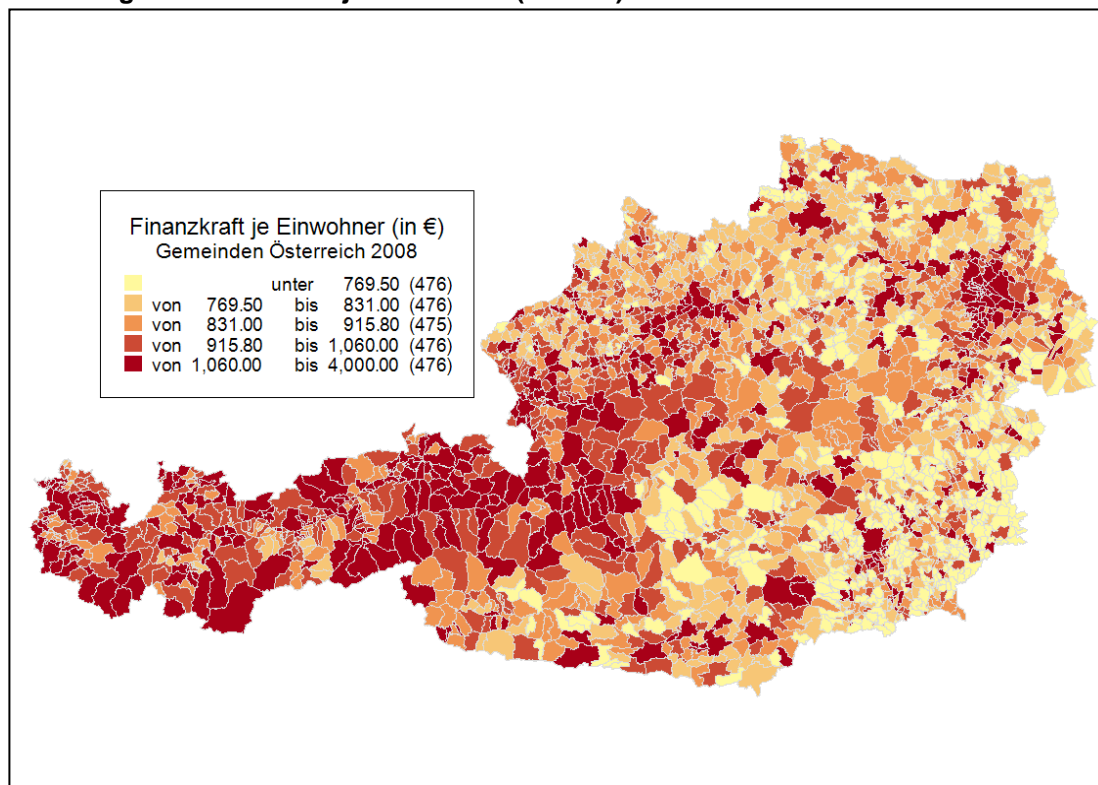 Finanzkraft je Einwohner (in €)
Gemeinden Österreich 2008
unter 769.50 (476)
von 769.50 bis 831.00 (476)
von 831.00 bis 915.80 (475)
von 915.80 bis 1,060.00 (476)
von 1,060.00 bis 4,000.00 (476)